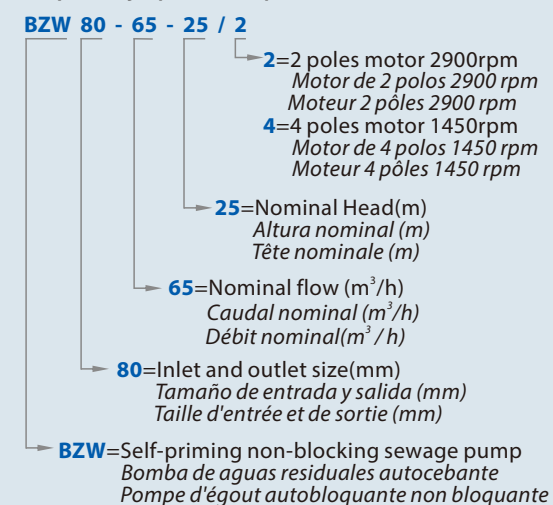 BZW 80 - 65 - 25 / 2
2=2 poles motor 2900rpm
Motor de 2 polos 2900 rpm
Moteur 2 pôles 2900 rpm
4=4 poles motor 1450rpm
Motor de 4 polos 1450 rpm
Moteur 4 pôles 1450 rpm
25=Nominal Head(m)
Altura nominal (m)
Tête nominale (m)
65=Nominal flow (m³/h)
Caudal nominal (m³/h)
Débit nominal(m³ / h)
80=Inlet and outlet size(mm)
Tamaño de entrada y salida (mm)
Taille d'entrée et de sortie (mm)
BZW=Self-priming non-blocking sewage pump
Bomba de aguas residuales autocebante
Pompe d'égout autobloquante non bloquante